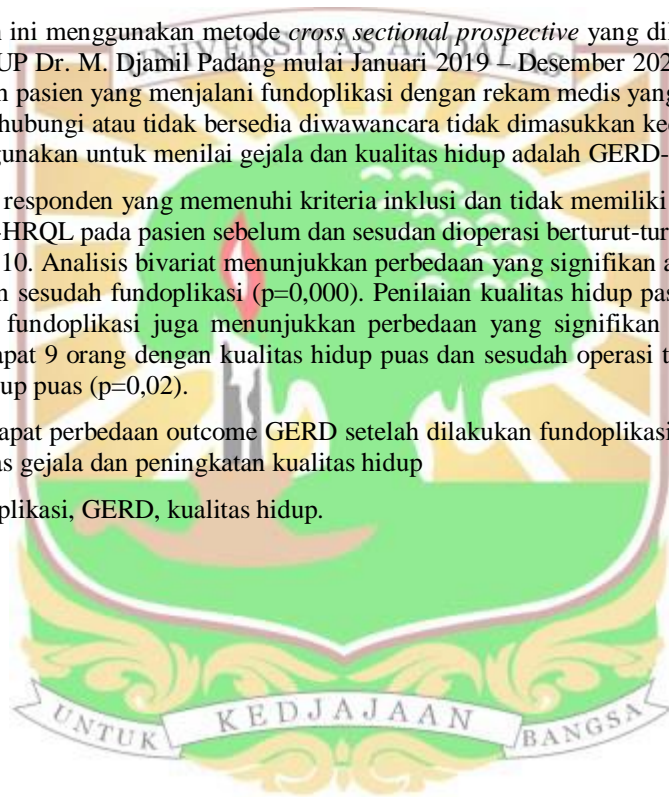 n ini menggunakan metode cross sectional prospective yang di
UNIVERSITAS ANDALAS
UP Dr. M. Djamil Padang mulai Januari 2019 – Desember 202
n pasien yang menjalani fundoplikasi dengan rekam medis yang
hubungi atau tidak bersedia diwawancara tidak dimasukkan ke
gunakan untuk menilai gejala dan kualitas hidup adalah GERD-
responden yang memenuhi kriteria inklusi dan tidak memiliki
-HRQL pada pasien sebelum dan sesudan dioperasi berturut-tur
10. Analisis bivariat menunjukkan perbedaan yang signifikan a
n sesudah fundoplikasi (p=0,000). Penilaian kualitas hidup pas
fundoplikasi juga menunjukkan perbedaan yang signifikan
apat 9 orang dengan kualitas hidup puas dan sesudah operasi t
up puas (p=0,02).
apat perbedaan outcome GERD setelah dilakukan fundoplikasi
as gejala dan peningkatan kualitas hidup
plikasi, GERD, kualitas hidup.
UNTUK KEDJAJAAN BANGSA